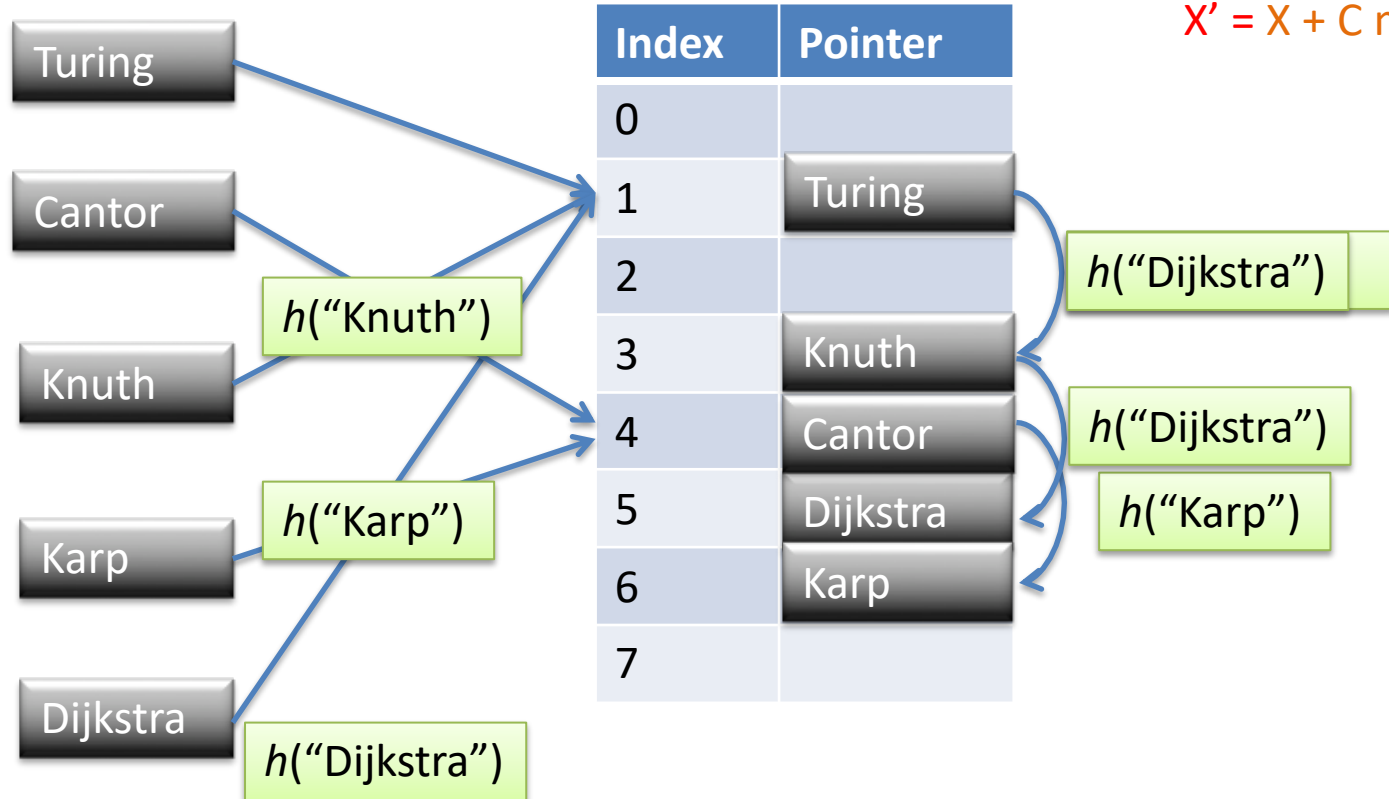 X’ = X + C
Turing
Cantor
Knuth
Karp
Dijkstra
h(“Knuth”)
h(“Karp”)
h(“Dijkstra”)
Index Pointer
0
1 Turing
2
3 Knuth
4 Cantor
5 Dijkstra
6 Karp
7
h(“Dijkstra”)
h(“Dijkstra”)
h(“Karp”)